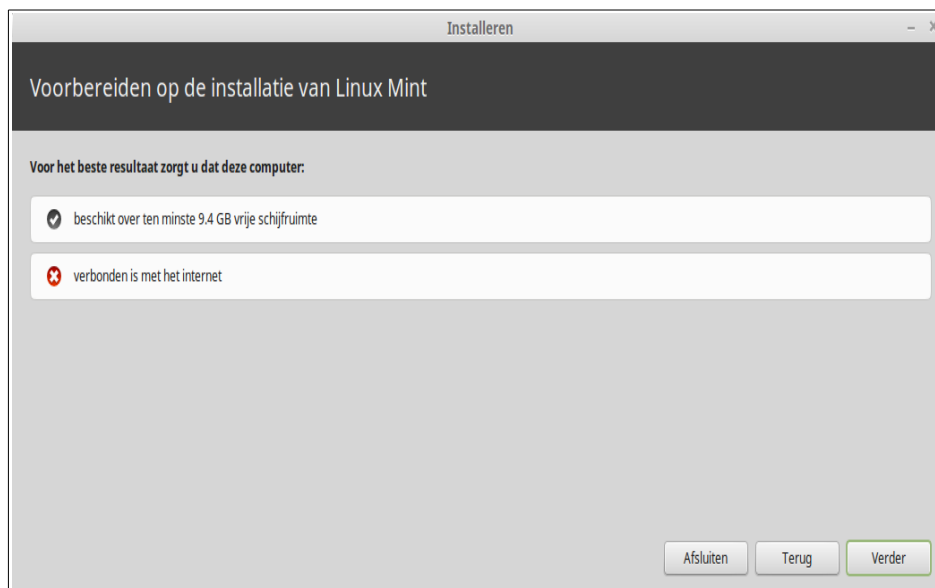 Installeren
Voorbereiden op de installatie van Linux Mint
Voor het beste resultaat zorgt u dat deze computer:
beschikt over ten minste 9.4 GB vrije schijfruimte
verbonden is met het internet
Afsluiten Terug Verder